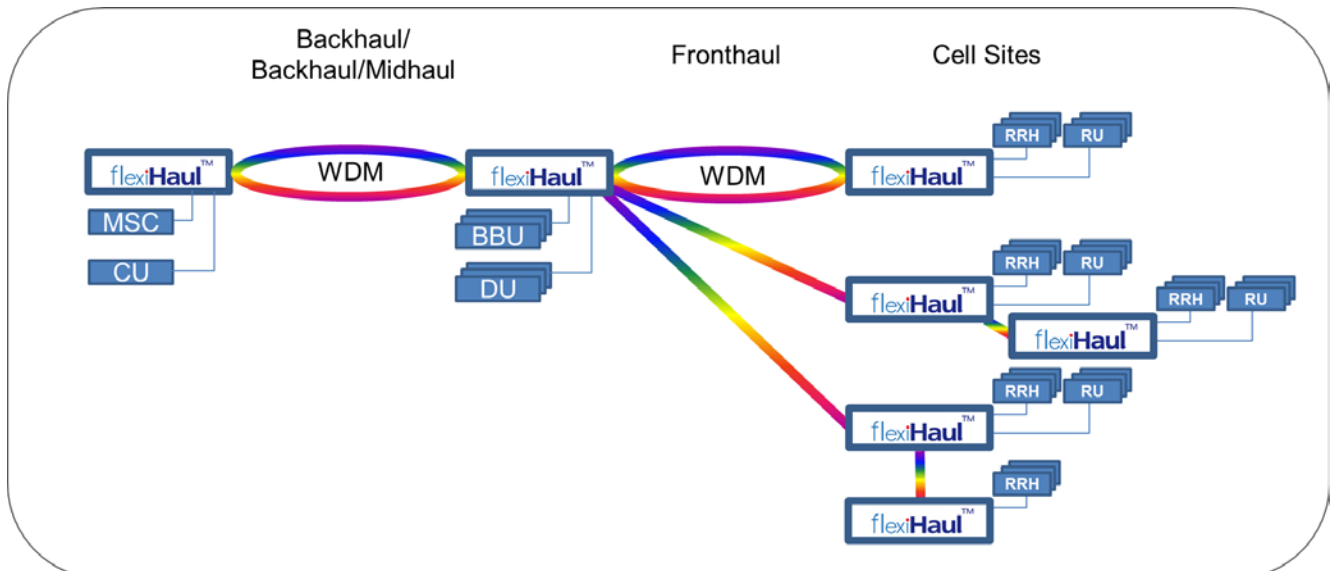 Backhaul/
Backhaul/Midhaul
Fronthaul
Cell Sites
RRH
RU
flexiHaul™
WDM
flexiHaul™
WDM
flexiHaul™
MSC
BBU
CU
DU
RRH
RU
flexiHaul™
RRH
RU
flexiHaul™
RRH
RU
flexiHaul™
RRH
flexiHaul™